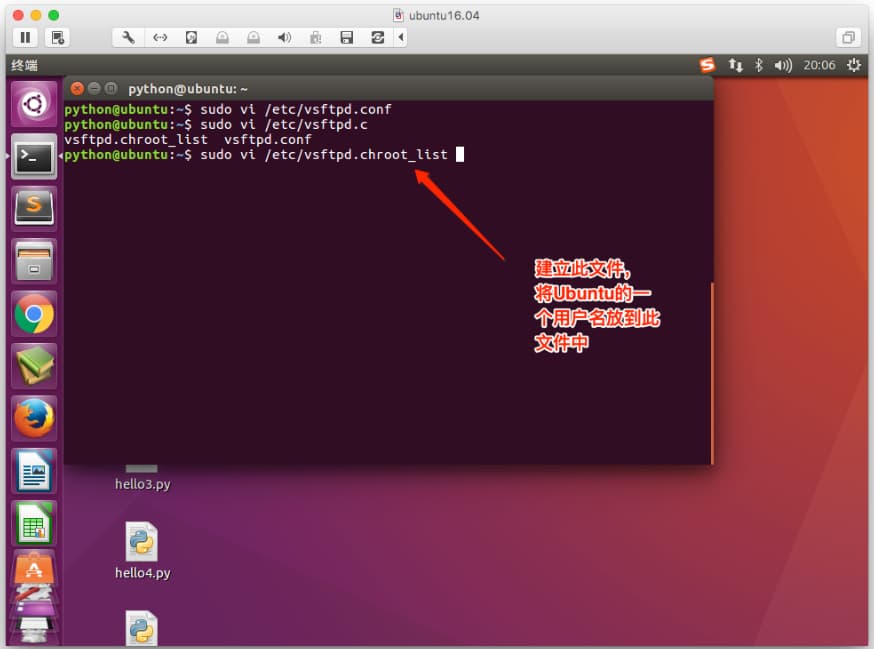 ubuntu16.04
终端
20:06
python@ubuntu: ~
python@ubuntu:~$ sudo vi /etc/vsftpd.conf
python@ubuntu:~$ sudo vi /etc/vsftpd.c
vsftpd.chroot_list  vsftpd.conf
python@ubuntu:~$ sudo vi /etc/vsftpd.chroot_list
建立此文件，
将Ubuntu的一
个用户名放到此
文件中
hello3.py
hello4.py